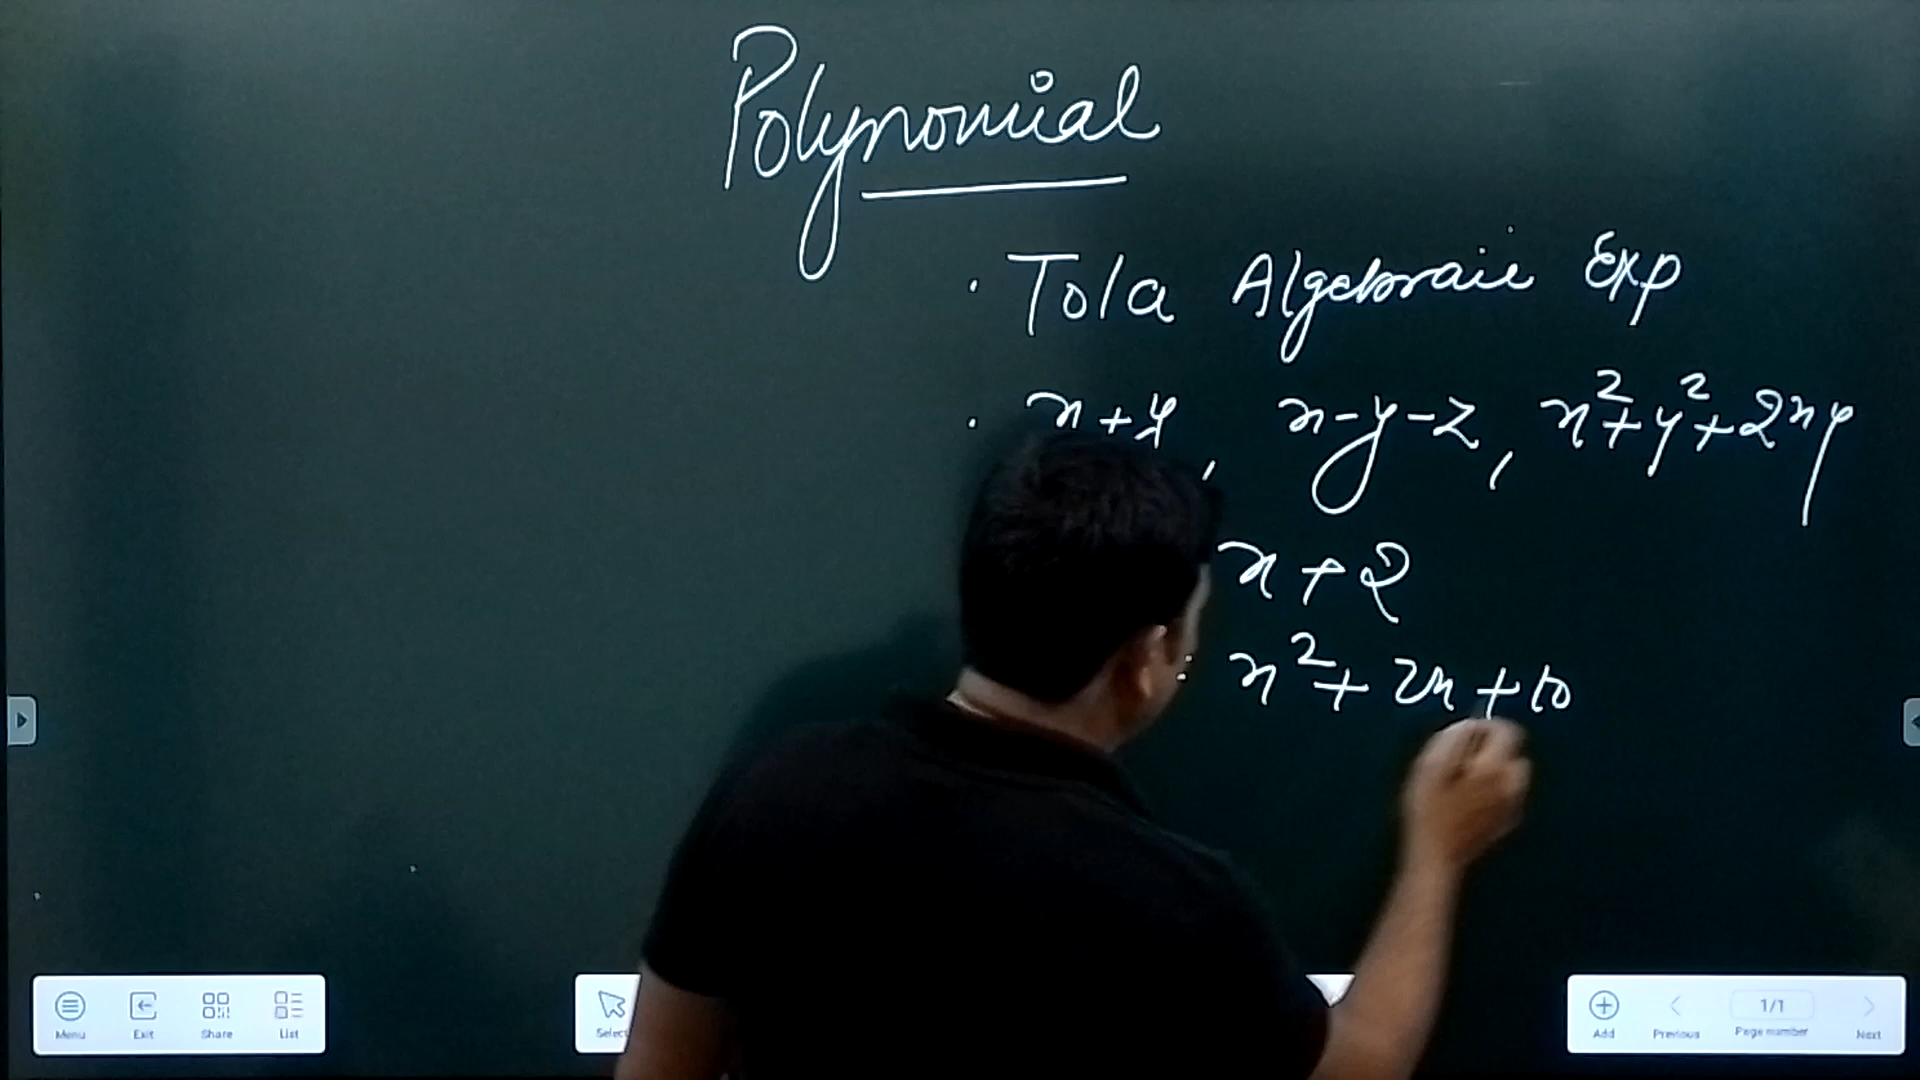 Polynomial
· Tola Algebraic Exp
· x+y, x-y-z, x²+y²+2xy
x+2
: x²+2x+10
Menu Exit Share List Select Add Previous 1/1 Page number Next